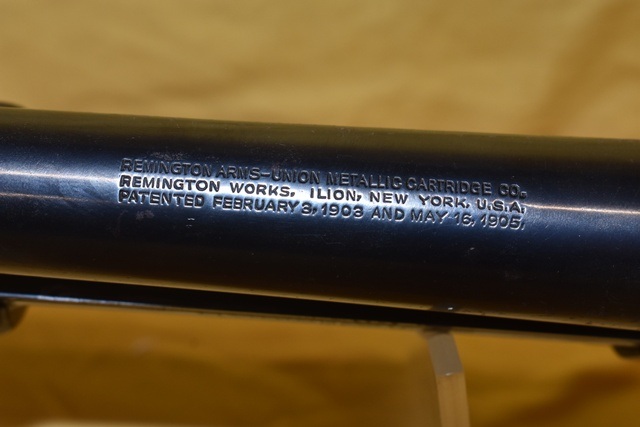 REMINGTON ARMS-UNION METALLIC CARTRIDGE CO.
REMINGTON WORKS. ILION, NEW YORK, U.S.A.
PATENTED FEBRUARY 3, 1903 AND MAY 16, 1905.